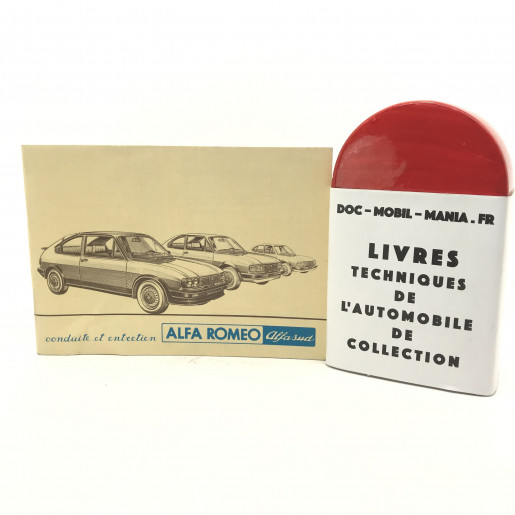 conduite et entretien ALFA ROMEO Alfasud
DOC-MOBIL-MANIA.FR
LIVRES
TECHNIQUES
DE
L'AUTOMOBILE
DE
COLLECTION